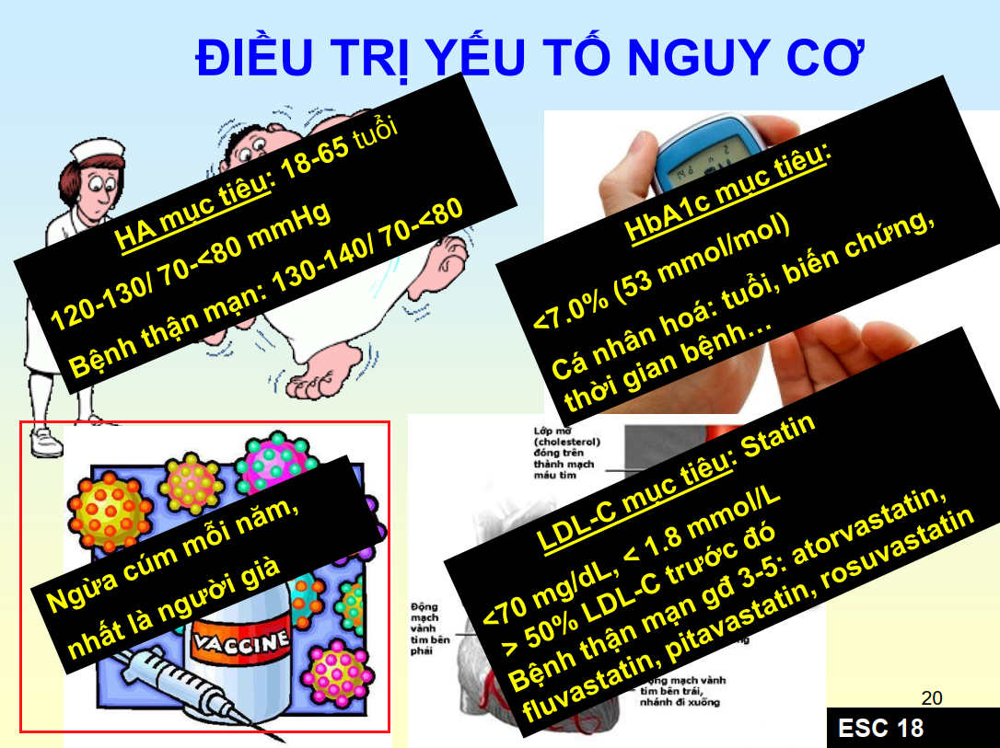 ĐIỀU TRỊ YẾU TỐ NGUY CƠ
HA mục tiêu: 18-65 tuổi
120-130/ 70-<80 mmHg
Bệnh thận mạn: 130-140/ 70-<80
HbA1c mục tiêu:
<7.0% (53 mmol/mol)
Cá nhân hoá: tuổi, biến chứng,
thời gian bệnh…
Ngừa cúm mỗi năm,
nhất là người già
VACCINE
Lớp mỡ
(cholesterol)
đóng trên
thành mạch
máu tim
LDL-C mục tiêu: Statin
<70 mg/dL, < 1.8 mmol/L
> 50% LDL-C trước đó
Bệnh thận mạn gđ 3-5: atorvastatin,
fluvastatin, pitavastatin, rosuvastatin
Động
mạch
vành
tim bên
phải
mạch vành
tim bên trái,
nhánh đi xuống
20
ESC 18